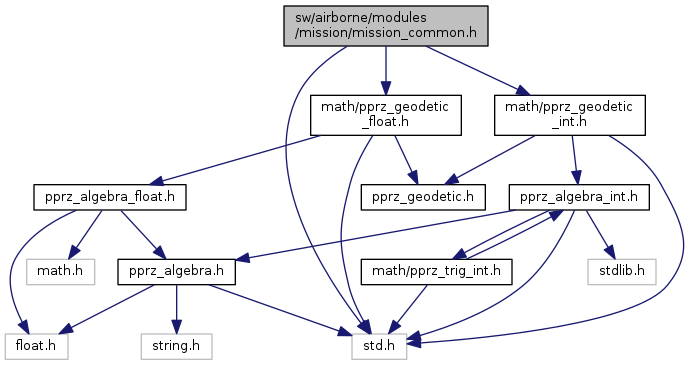 sw/airborne/modules
/mission/mission_common.h
math/pprz_geodetic
_float.h
math/pprz_geodetic
_int.h
pprz_algebra_float.h
pprz_geodetic.h
pprz_algebra_int.h
math.h
pprz_algebra.h
math/pprz_trig_int.h
stdlib.h
float.h
string.h
std.h